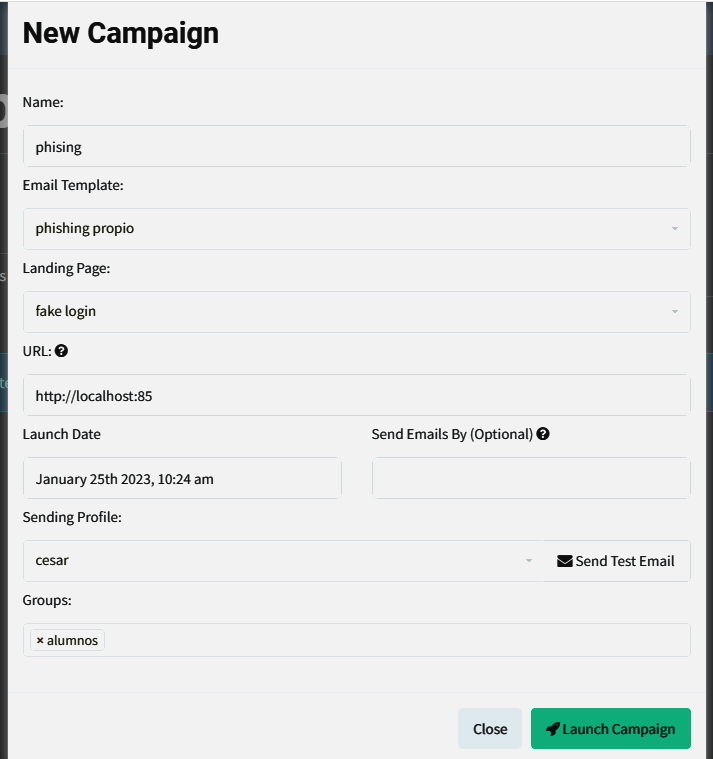 New Campaign
Name:
phising
Email Template:
phishing propio
Landing Page:
fake login
URL: ?
http://localhost:85
Launch Date
Send Emails By (Optional) ?
January 25th 2023, 10:24 am
Sending Profile:
cesar
Send Test Email
Groups:
× alumnos
Close
Launch Campaign